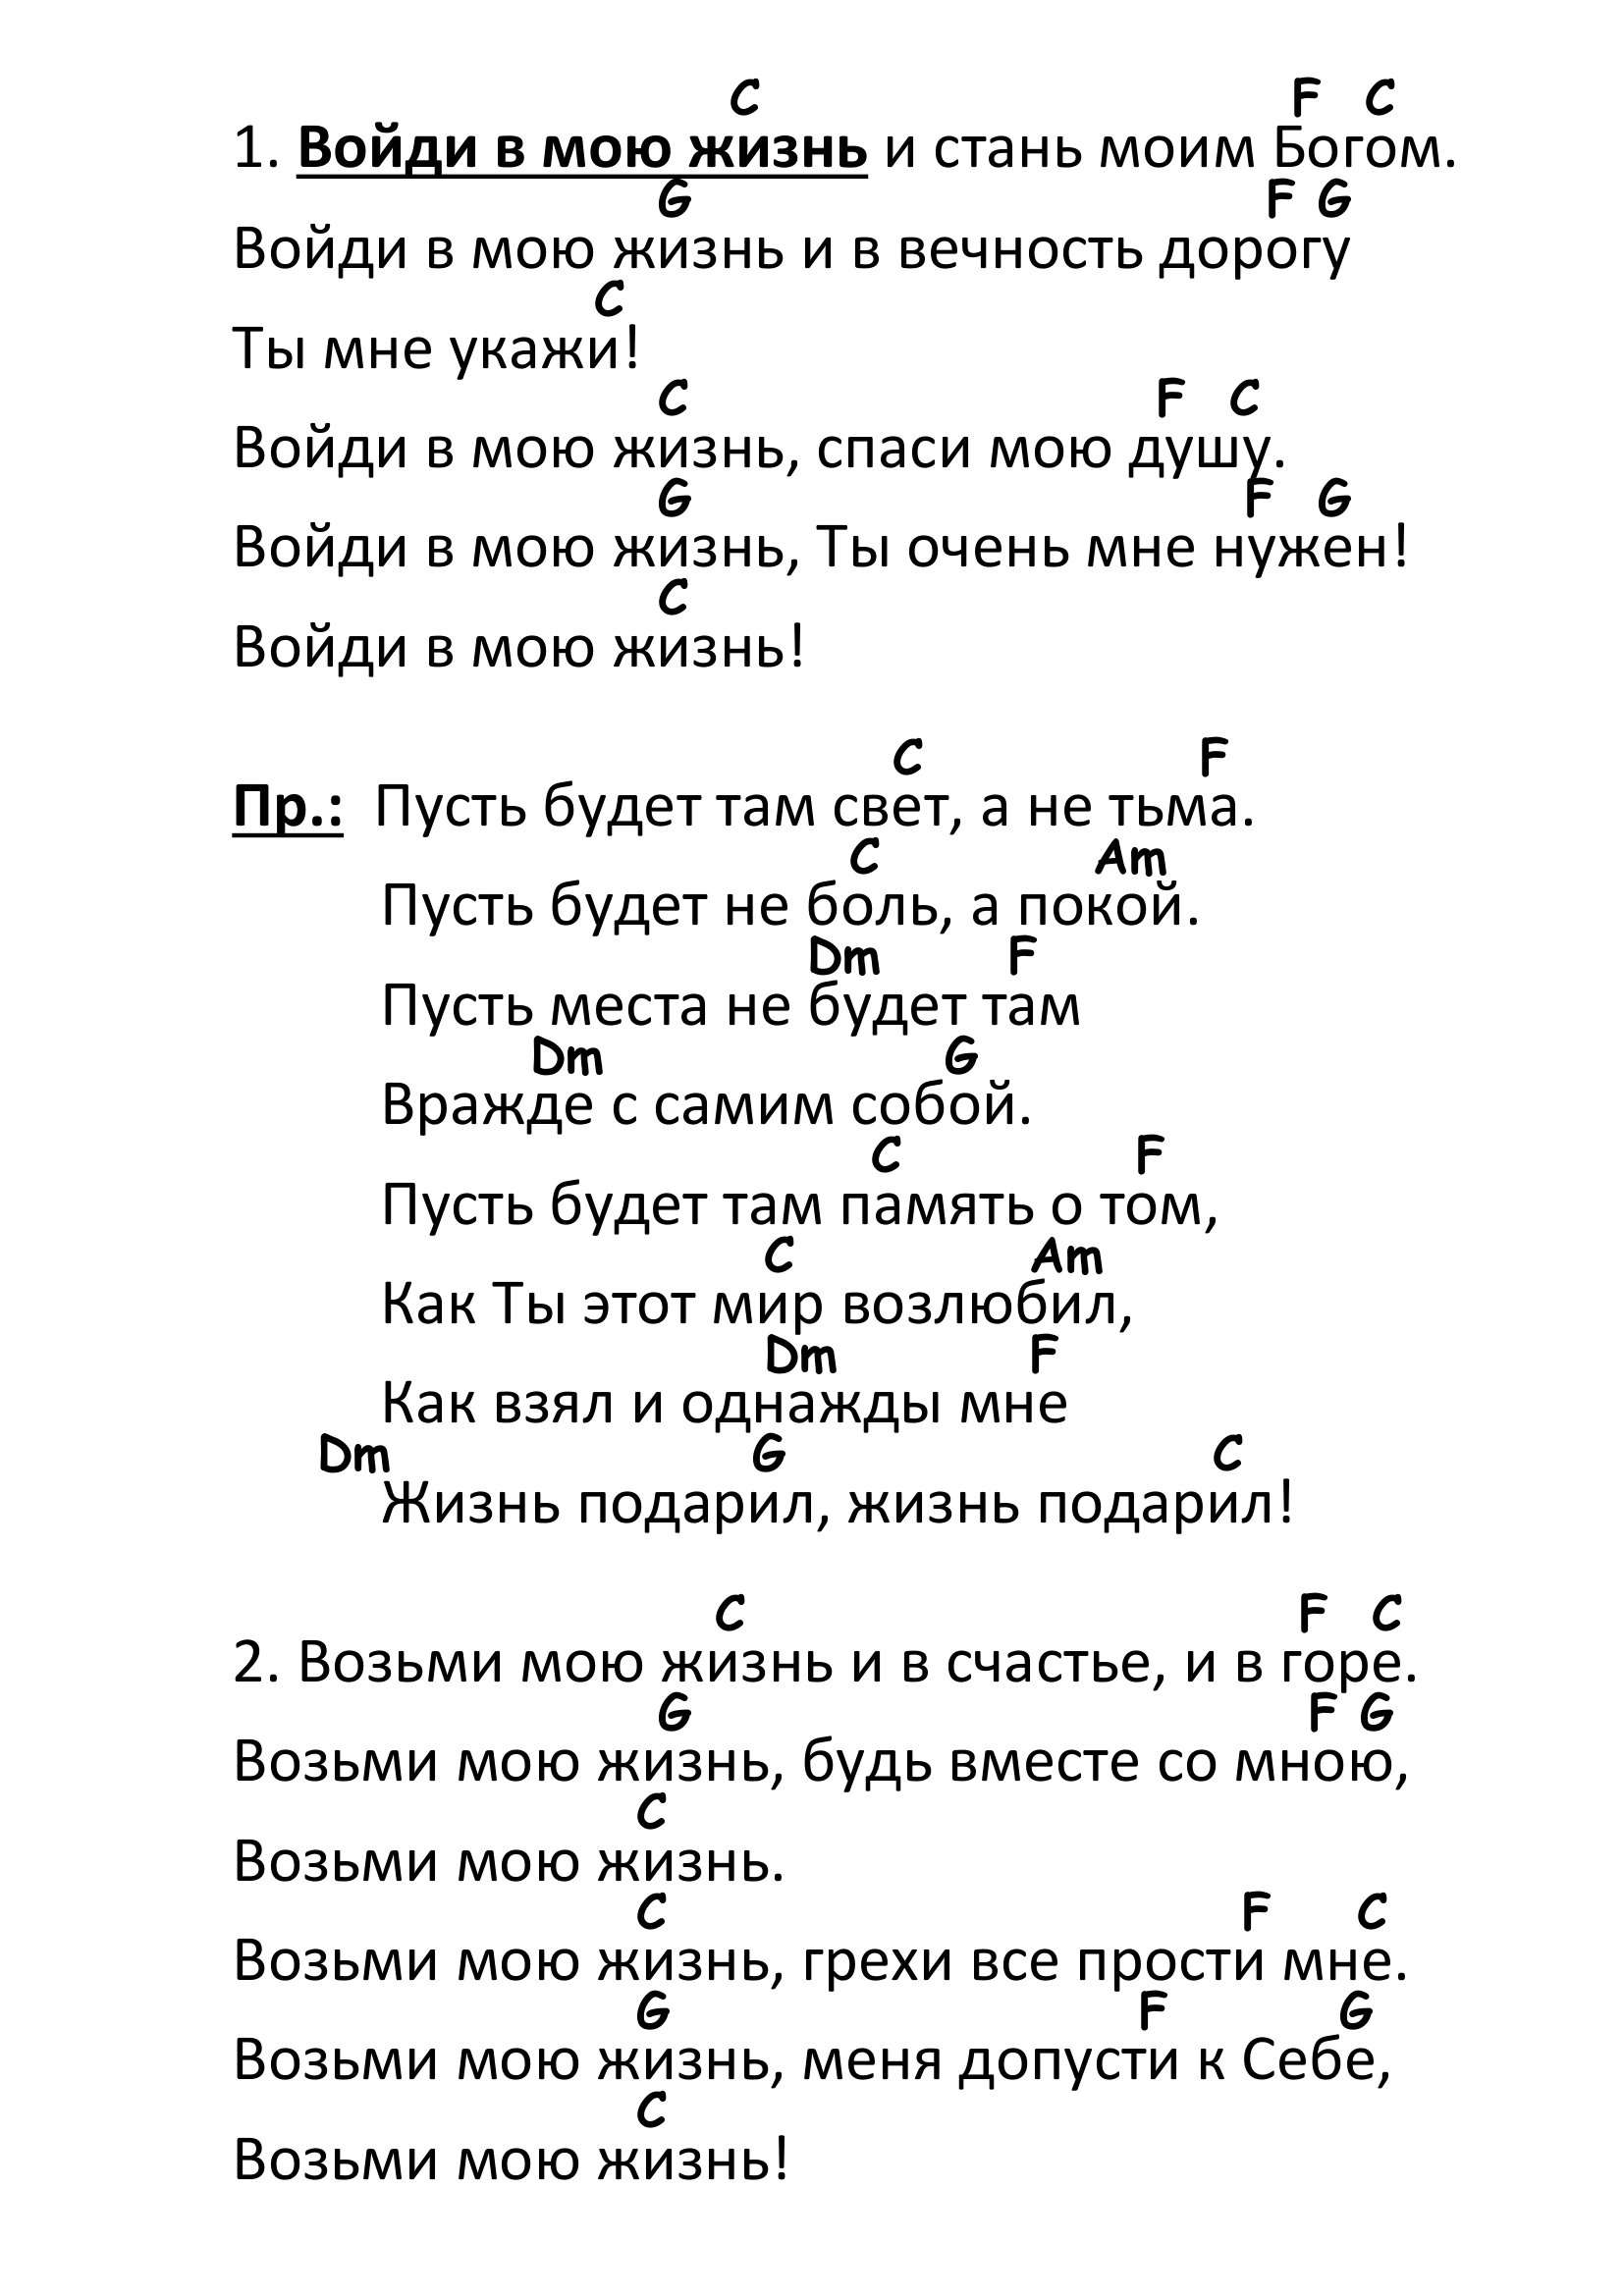 C F C
1. Войди в мою жизнь и стань моим Богом.
G F G
Войди в мою жизнь и в вечность дорогу
C
Ты мне укажи!
C F C
Войди в мою жизнь, спаси мою душу.
G F G
Войди в мою жизнь, Ты очень мне нужен!
C
Войди в мою жизнь!
C F
Пр.: Пусть будет там свет, а не тьма.
C Am
Пусть будет не боль, а покой.
Dm F
Пусть места не будет там
Dm G
Вражде с самим собой.
C F
Пусть будет там память о том,
C Am
Как Ты этот мир возлюбил,
Dm F
Как взял и однажды мне
Dm G C
Жизнь подарил, жизнь подарил!
C F C
2. Возьми мою жизнь и в счастье, и в горе.
G F G
Возьми мою жизнь, будь вместе со мною,
C
Возьми мою жизнь.
C F C
Возьми мою жизнь, грехи все прости мне.
G F G
Возьми мою жизнь, меня допусти к Себе,
C
Возьми мою жизнь!